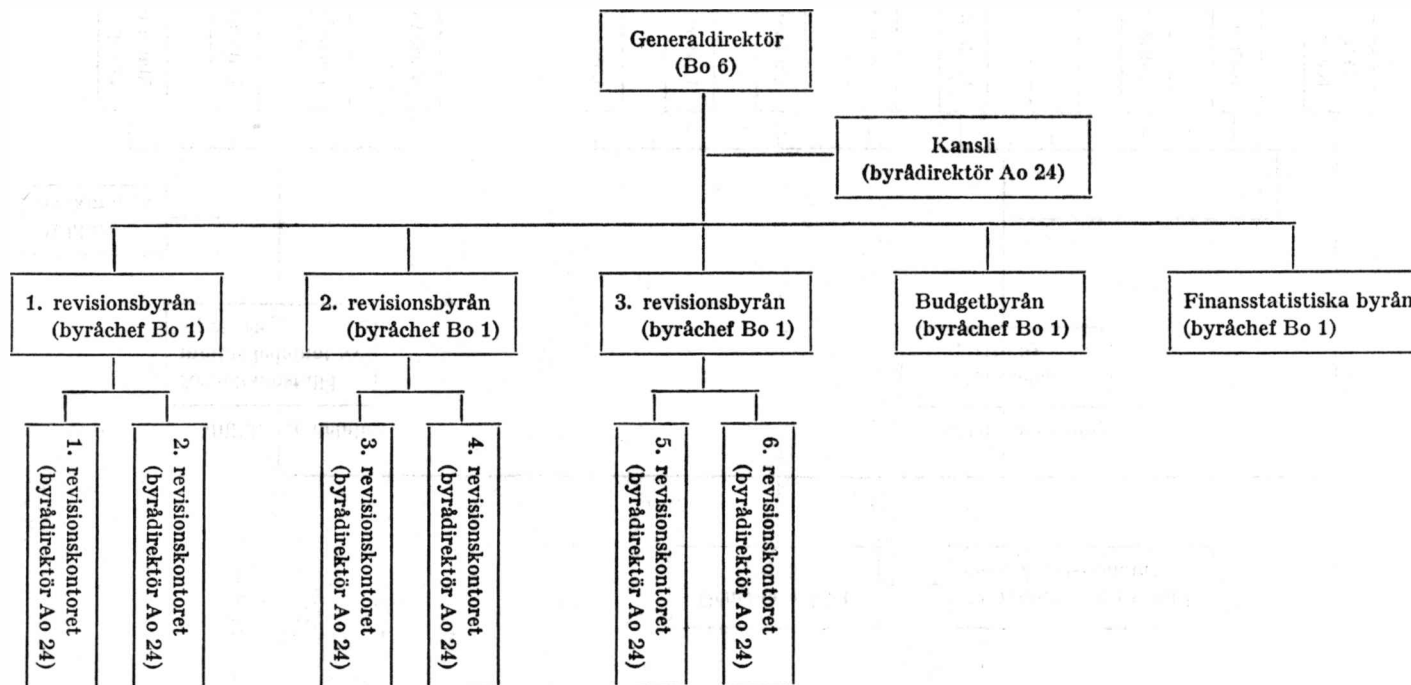 Generaldirektör
(Bo 6)
Kansli
(byrådirektör Ao 24)
1. revisionsbyrån
(byråchef Bo 1)
2. revisionsbyrån
(byråchef Bo 1)
3. revisionsbyrån
(byråchef Bo 1)
Budgetbyrån
(byråchef Bo 1)
Finansstatistiska byrån
(byråchef Bo 1)
1. revisionskontoret
(byrådirektör Ao 24)
2. revisionskontoret
(byrådirektör Ao 24)
3. revisionskontoret
(byrådirektör Ao 24)
4. revisionskontoret
(byrådirektör Ao 24)
5. revisionskontoret
(byrådirektör Ao 24)
6. revisionskontoret
(byrådirektör Ao 24)